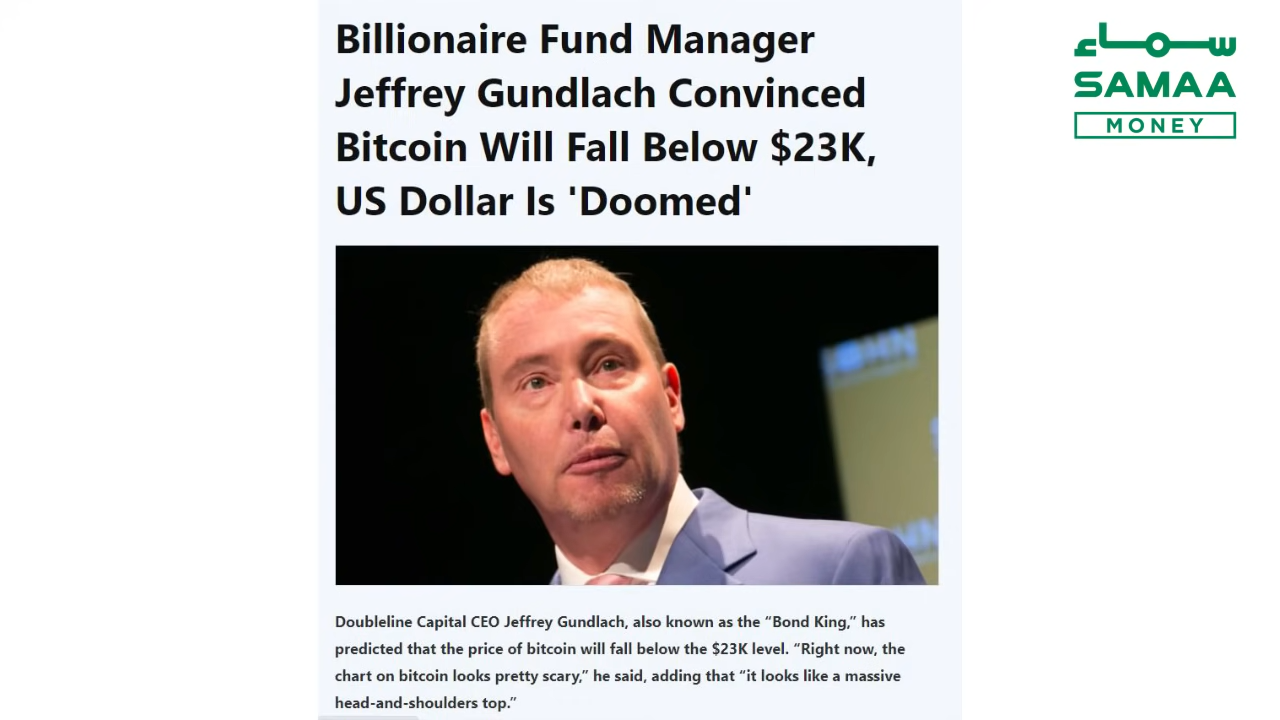 Billionaire Fund Manager
Jeffrey Gundlach Convinced
Bitcoin Will Fall Below $23K,
US Dollar Is 'Doomed'
سماء
SAMAA
MONEY
Doubleline Capital CEO Jeffrey Gundlach, also known as the “Bond King,” has
predicted that the price of bitcoin will fall below the $23K level. “Right now, the
chart on bitcoin looks pretty scary,” he said, adding that “it looks like a massive
head-and-shoulders top.”